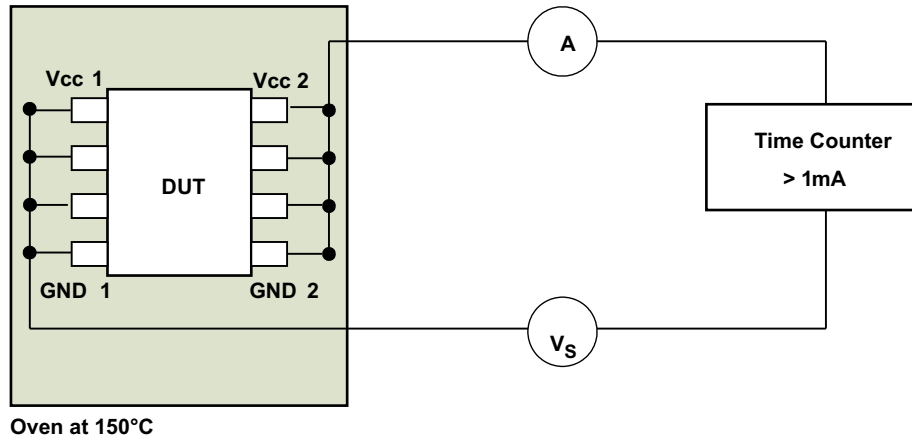 A
Vcc 1
Vcc 2
Time Counter
> 1mA
DUT
GND 1
GND 2
VS
Oven at 150°C